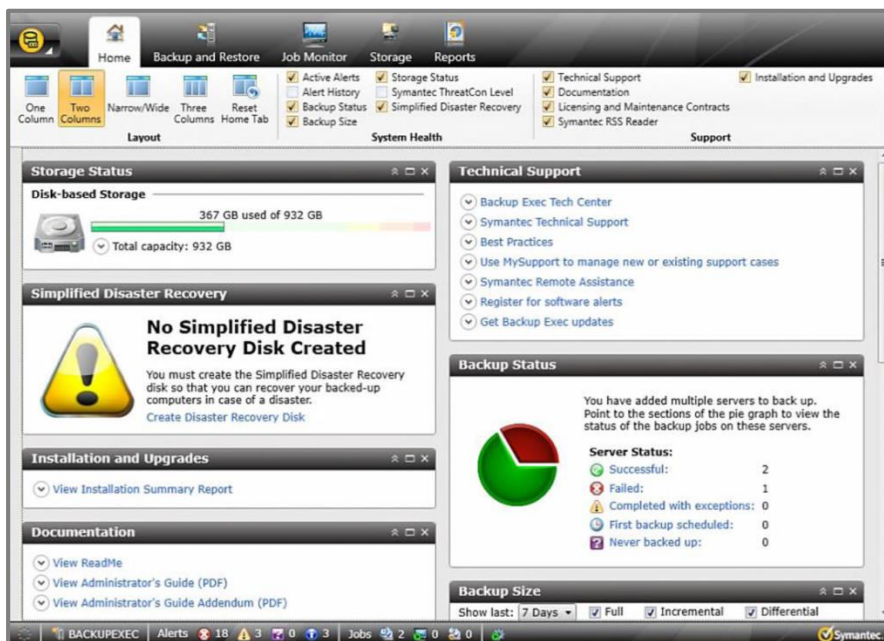 Home
Backup and Restore
Job Monitor
Storage
Reports
One
Column
Two
Columns
Narrow/Wide
Three
Columns
Reset
Home Tab
Layout
Active Alerts
Alert History
Backup Status
Backup Size
Storage Status
Symantec ThreatCon Level
Simplified Disaster Recovery
System Health
Technical Support
Documentation
Licensing and Maintenance Contracts
Symantec RSS Reader
Installation and Upgrades
Support
Storage Status
Disk-based Storage
367 GB used of 932 GB
Total capacity: 932 GB
Simplified Disaster Recovery
No Simplified Disaster
Recovery Disk Created
You must create the Simplified Disaster Recovery
disk so that you can recover your backed-up
computers in case of a disaster.
Create Disaster Recovery Disk
Installation and Upgrades
View Installation Summary Report
Documentation
View ReadMe
View Administrator's Guide (PDF)
View Administrator's Guide Addendum (PDF)
Technical Support
Backup Exec Tech Center
Symantec Technical Support
Best Practices
Use MySupport to manage new or existing support cases
Symantec Remote Assistance
Register for software alerts
Get Backup Exec updates
Backup Status
You have added multiple servers to back up.
Point to the sections of the pie graph to view the
status of the backup jobs on these servers.
Server Status:
Successful: 2
Failed: 1
Completed with exceptions: 0
First backup scheduled: 0
Never backed up: 0
Backup Size
Show last: 7 Days Full Incremental Differential
BACKUPEXEC Alerts 18 3 0 3 Jobs 2 0 0 Symantec